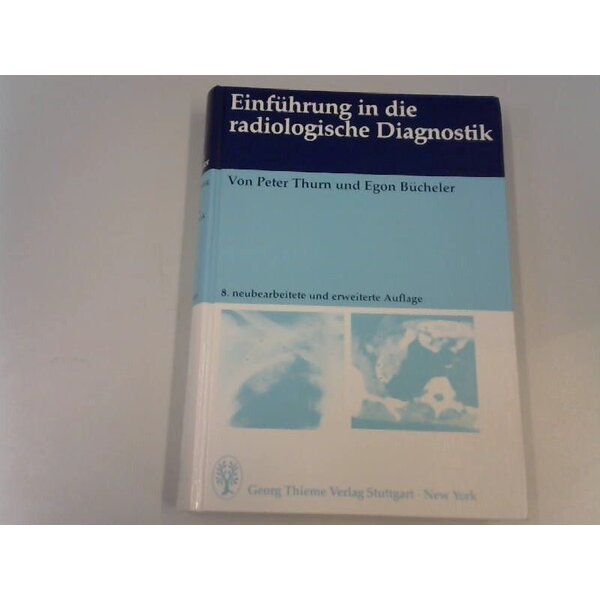 Einführung in die
radiologische Diagnostik
Von Peter Thurn und Egon Bücheler
8. neubearbeitete und erweiterte Auflage
Georg Thieme Verlag Stuttgart · New York